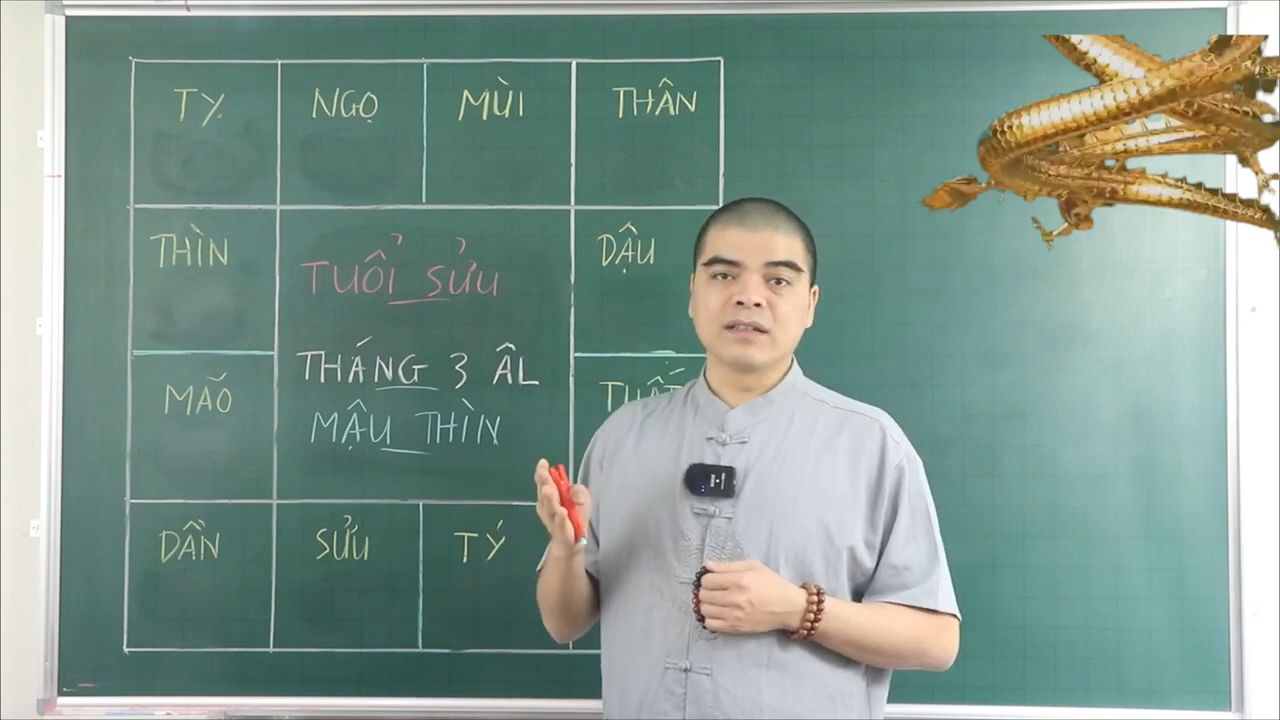 TỴ NGỌ MÙI THÂN
THÌN TUỔI SỬU DẬU
MÃO THÁNG 3 ÂL
MẬU THÌN
DẦN SỬU TÝ